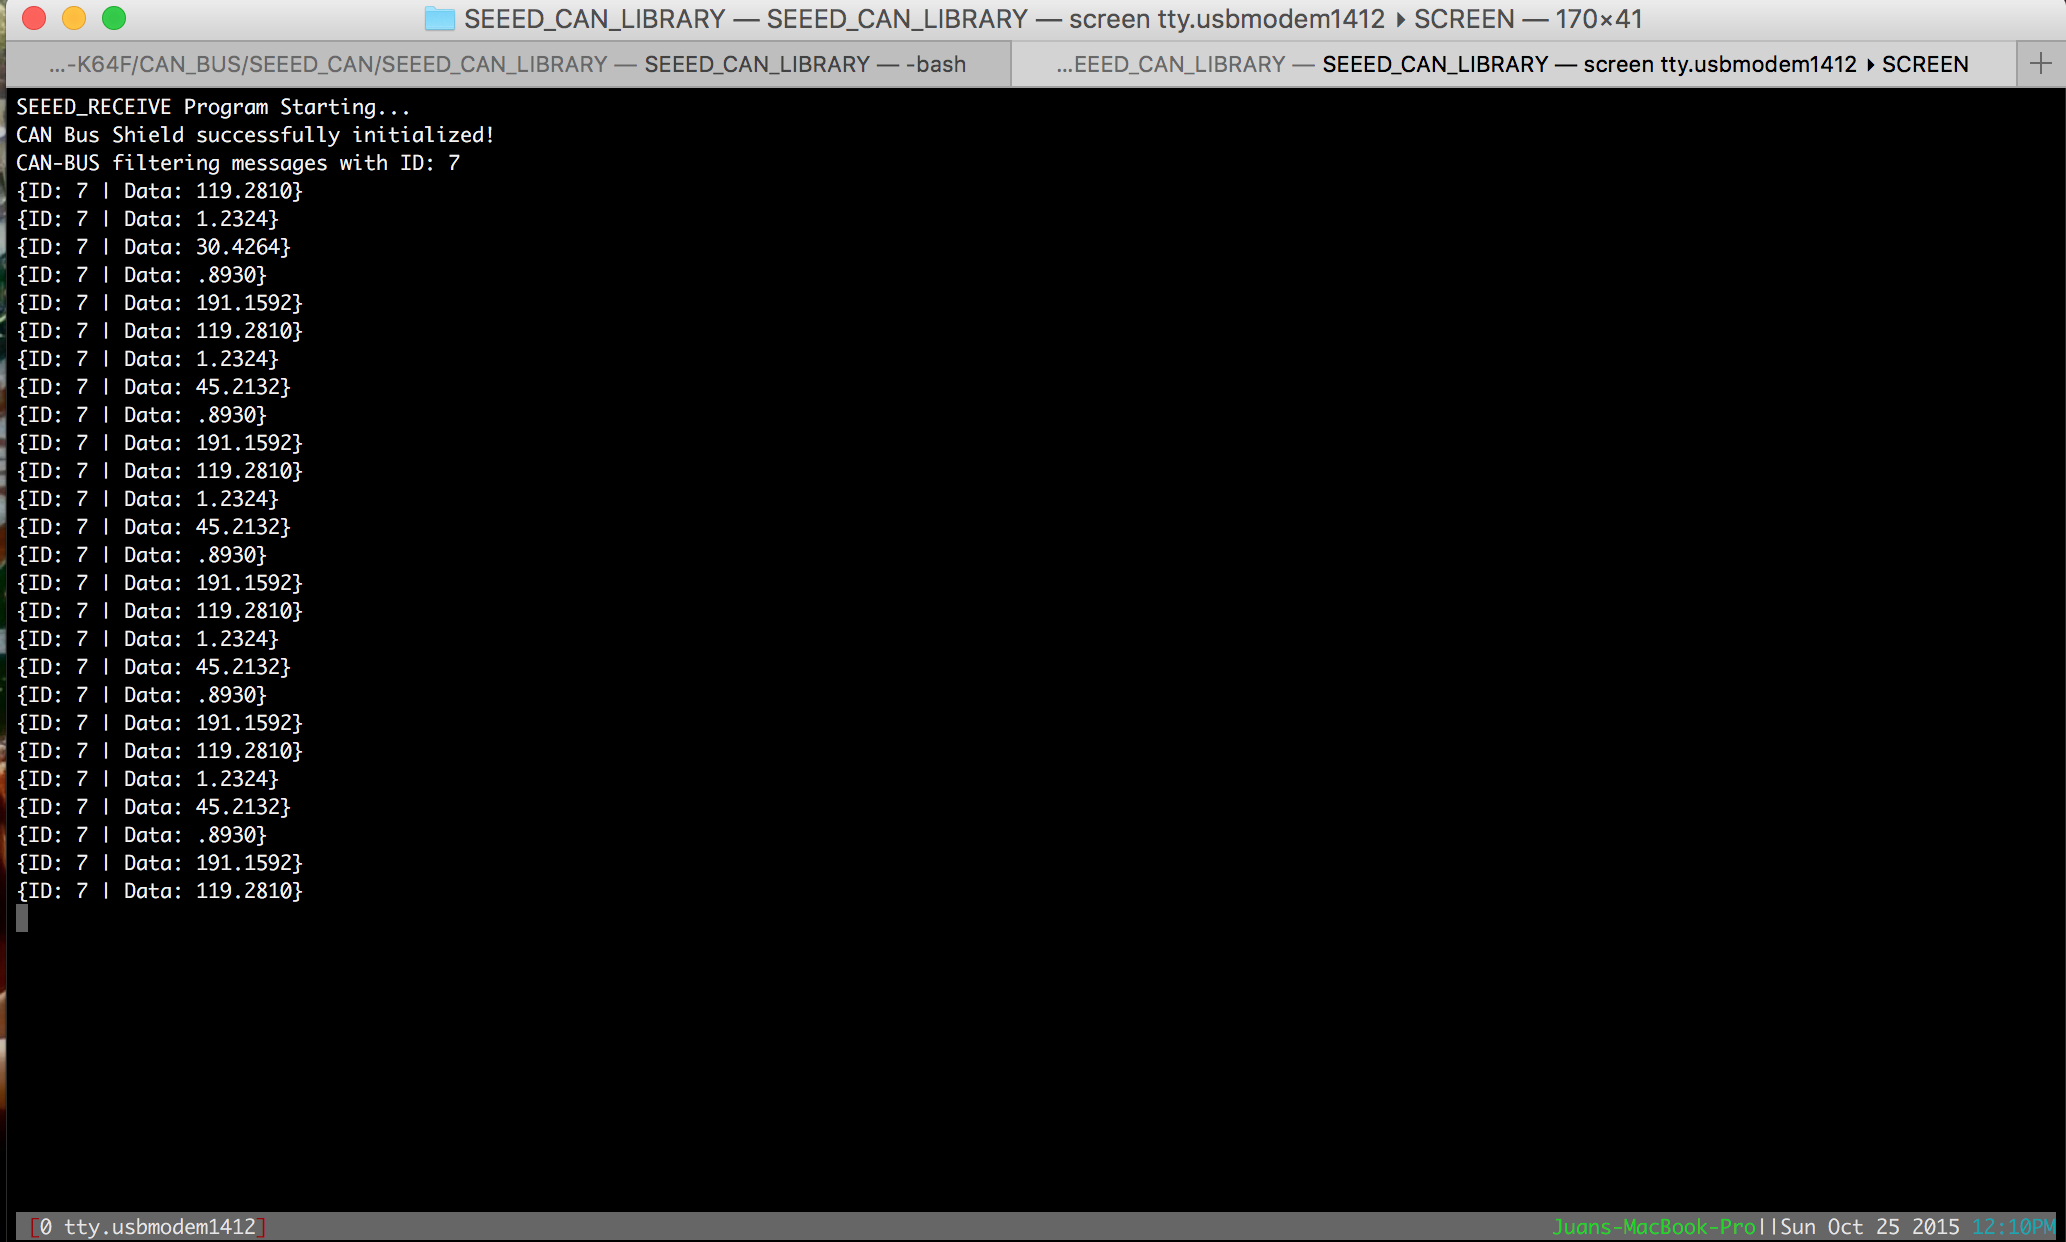 SEEED_CAN_LIBRARY — SEEED_CAN_LIBRARY — screen tty.usbmodem1412 ▸ SCREEN — 170×41
...-K64F/CAN_BUS/SEEED_CAN/SEEED_CAN_LIBRARY — SEEED_CAN_LIBRARY — -bash
...EEED_CAN_LIBRARY — SEEED_CAN_LIBRARY — screen tty.usbmodem1412 ▸ SCREEN
SEEED_RECEIVE Program Starting...
CAN Bus Shield successfully initialized!
CAN-BUS filtering messages with ID: 7
{ID: 7 | Data: 119.2810}
{ID: 7 | Data: 1.2324}
{ID: 7 | Data: 30.4264}
{ID: 7 | Data: .8930}
{ID: 7 | Data: 191.1592}
{ID: 7 | Data: 119.2810}
{ID: 7 | Data: 1.2324}
{ID: 7 | Data: 45.2132}
{ID: 7 | Data: .8930}
{ID: 7 | Data: 191.1592}
{ID: 7 | Data: 119.2810}
{ID: 7 | Data: 1.2324}
{ID: 7 | Data: 45.2132}
{ID: 7 | Data: .8930}
{ID: 7 | Data: 191.1592}
{ID: 7 | Data: 119.2810}
{ID: 7 | Data: 1.2324}
{ID: 7 | Data: 45.2132}
{ID: 7 | Data: .8930}
{ID: 7 | Data: 191.1592}
{ID: 7 | Data: 119.2810}
{ID: 7 | Data: 1.2324}
{ID: 7 | Data: 45.2132}
{ID: 7 | Data: .8930}
{ID: 7 | Data: 191.1592}
{ID: 7 | Data: 119.2810}
[0 tty.usbmodem1412] Juans-MacBook-Pro||Sun Oct 25 2015 12:10PM